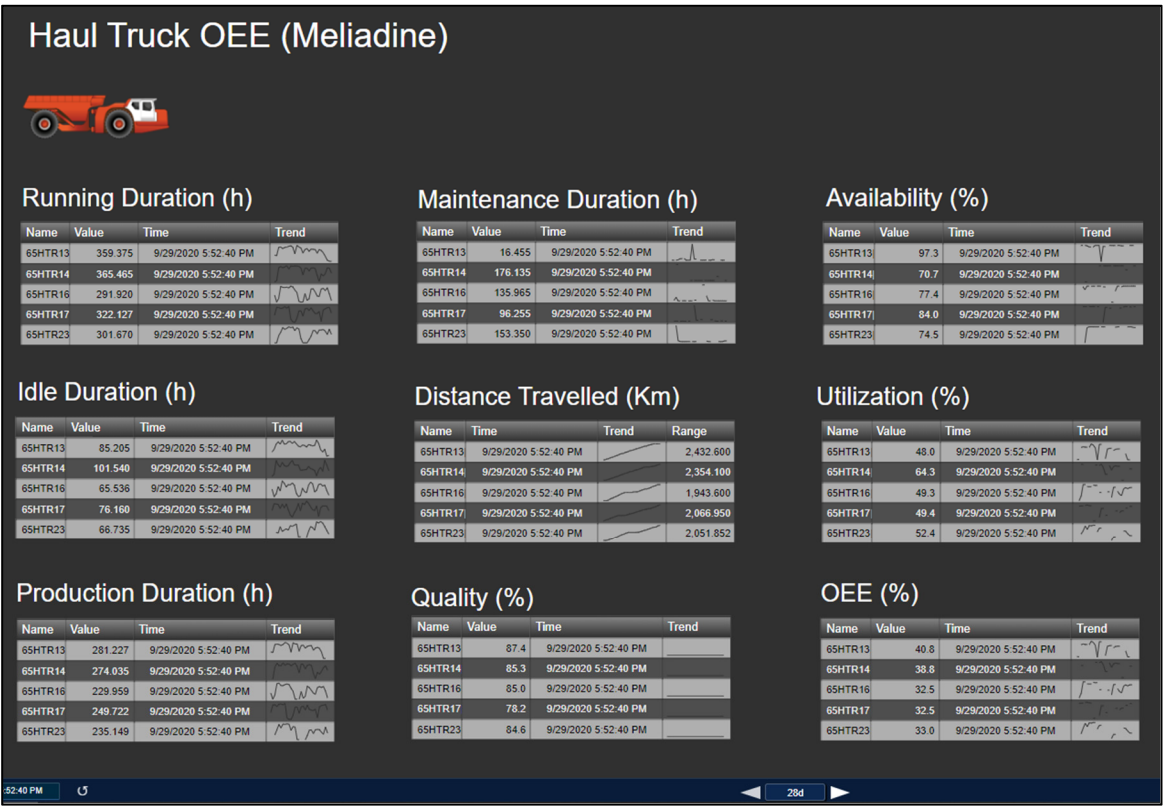 Haul Truck OEE (Meliadine)
Running Duration (h)
Name Value Time Trend
65HTR13 359.375 9/29/2020 5:52:40 PM
65HTR14 365.465 9/29/2020 5:52:40 PM
65HTR16 291.920 9/29/2020 5:52:40 PM
65HTR17 322.127 9/29/2020 5:52:40 PM
65HTR23 301.670 9/29/2020 5:52:40 PM
Maintenance Duration (h)
Name Value Time Trend
65HTR13 16.455 9/29/2020 5:52:40 PM
65HTR14 176.135 9/29/2020 5:52:40 PM
65HTR16 135.965 9/29/2020 5:52:40 PM
65HTR17 96.255 9/29/2020 5:52:40 PM
65HTR23 153.350 9/29/2020 5:52:40 PM
Availability (%)
Name Value Time Trend
65HTR13 97.3 9/29/2020 5:52:40 PM
65HTR14 70.7 9/29/2020 5:52:40 PM
65HTR16 77.4 9/29/2020 5:52:40 PM
65HTR17 84.0 9/29/2020 5:52:40 PM
65HTR23 74.5 9/29/2020 5:52:40 PM
Idle Duration (h)
Name Value Time Trend
65HTR13 85.205 9/29/2020 5:52:40 PM
65HTR14 101.540 9/29/2020 5:52:40 PM
65HTR16 65.536 9/29/2020 5:52:40 PM
65HTR17 76.160 9/29/2020 5:52:40 PM
65HTR23 66.735 9/29/2020 5:52:40 PM
Distance Travelled (Km)
Name Time Trend Range
65HTR13 9/29/2020 5:52:40 PM 2,432.600
65HTR14 9/29/2020 5:52:40 PM 2,354.100
65HTR16 9/29/2020 5:52:40 PM 1,943.600
65HTR17 9/29/2020 5:52:40 PM 2,066.950
65HTR23 9/29/2020 5:52:40 PM 2,051.852
Utilization (%)
Name Value Time Trend
65HTR13 48.0 9/29/2020 5:52:40 PM
65HTR14 64.3 9/29/2020 5:52:40 PM
65HTR16 49.3 9/29/2020 5:52:40 PM
65HTR17 49.4 9/29/2020 5:52:40 PM
65HTR23 52.4 9/29/2020 5:52:40 PM
Production Duration (h)
Name Value Time Trend
65HTR13 281.227 9/29/2020 5:52:40 PM
65HTR14 274.035 9/29/2020 5:52:40 PM
65HTR16 229.959 9/29/2020 5:52:40 PM
65HTR17 249.722 9/29/2020 5:52:40 PM
65HTR23 235.149 9/29/2020 5:52:40 PM
Quality (%)
Name Value Time Trend
65HTR13 87.4 9/29/2020 5:52:40 PM
65HTR14 85.3 9/29/2020 5:52:40 PM
65HTR16 85.0 9/29/2020 5:52:40 PM
65HTR17 78.2 9/29/2020 5:52:40 PM
65HTR23 84.6 9/29/2020 5:52:40 PM
OEE (%)
Name Value Time Trend
65HTR13 40.8 9/29/2020 5:52:40 PM
65HTR14 38.8 9/29/2020 5:52:40 PM
65HTR16 32.5 9/29/2020 5:52:40 PM
65HTR17 32.5 9/29/2020 5:52:40 PM
65HTR23 33.0 9/29/2020 5:52:40 PM
:52:40 PM
28d